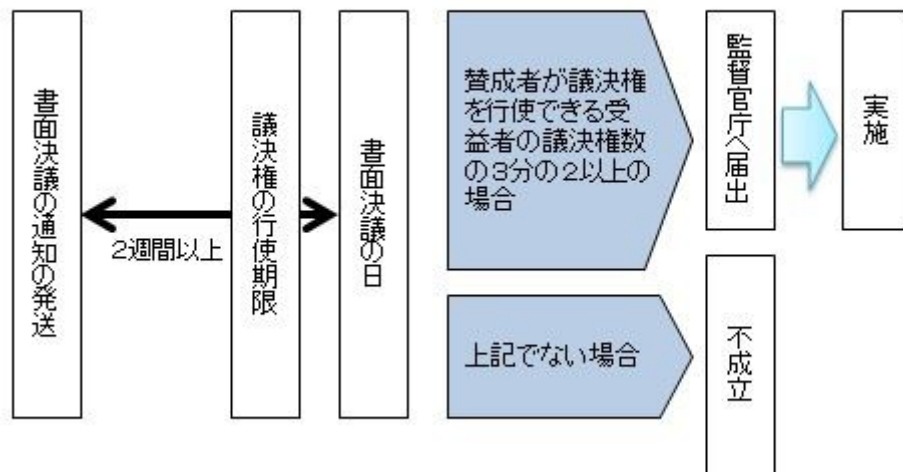 書面決議の通知の発送
2週間以上
議決権の行使期限
書面決議の日
賛成者が議決権
を行使できる受
益者の議決権数
の3分の2以上の
場合
監督官庁へ届出
実施
上記でない場合
不成立